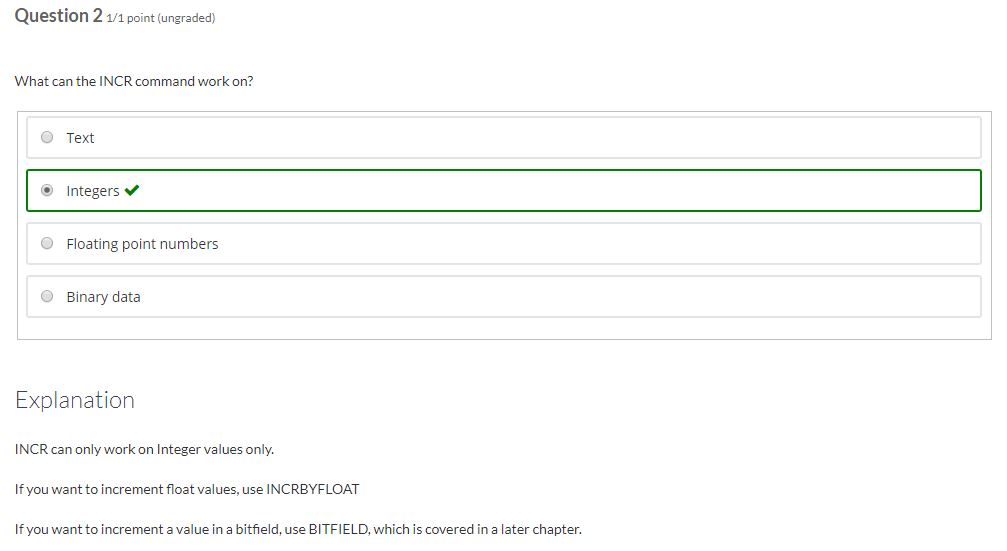 Question 2 1/1 point (ungraded)
What can the INCR command work on?
Text
Integers
Floating point numbers
Binary data
Explanation
INCR can only work on Integer values only.
If you want to increment float values, use INCRBYFLOAT
If you want to increment a value in a bitfield, use BITFIELD, which is covered in a later chapter.